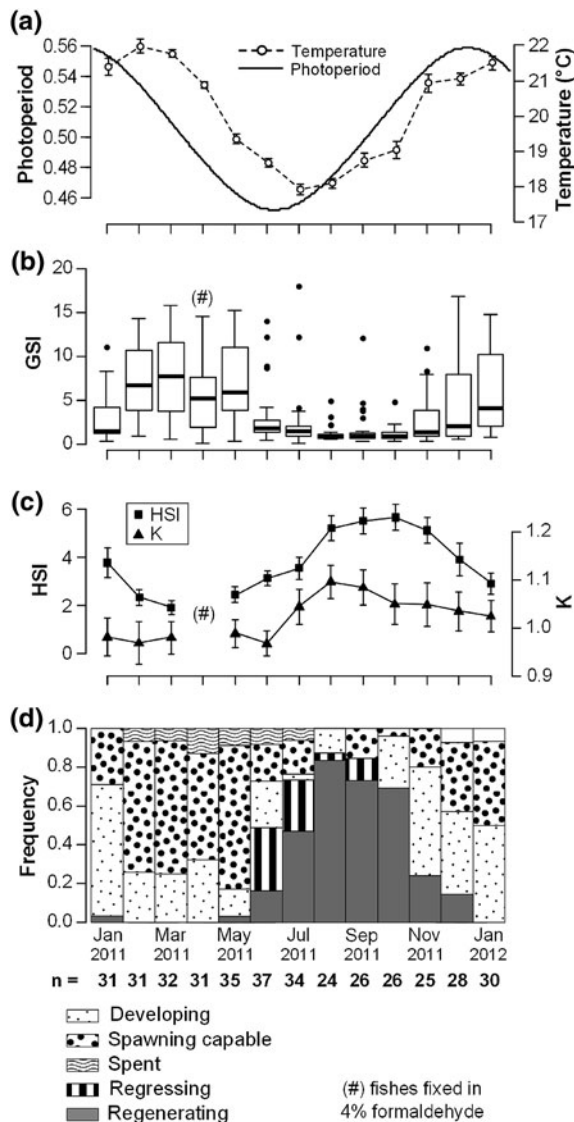 (a)
0.56
0.54
0.52
0.50
0.48
0.46
Photoperiod
Temperature
Photoperiod
22
21
20
19
18
17
Temperature (°C)
(b)
20
15
10
5
0
GSI
(#)
(c)
6
4
2
0
HSI
HSI
K
(#)
1.2
1.1
1.0
0.9
K
(d)
1.0
0.8
0.6
0.4
0.2
0.0
Frequency
Jan Mar May Jul Sep Nov Jan
2011 2011 2011 2011 2011 2011 2012
n = 31 31 32 31 35 37 34 24 26 26 25 28 30
Developing
Spawning capable
Spent
Regressing
Regenerating
(#) fishes fixed in
4% formaldehyde